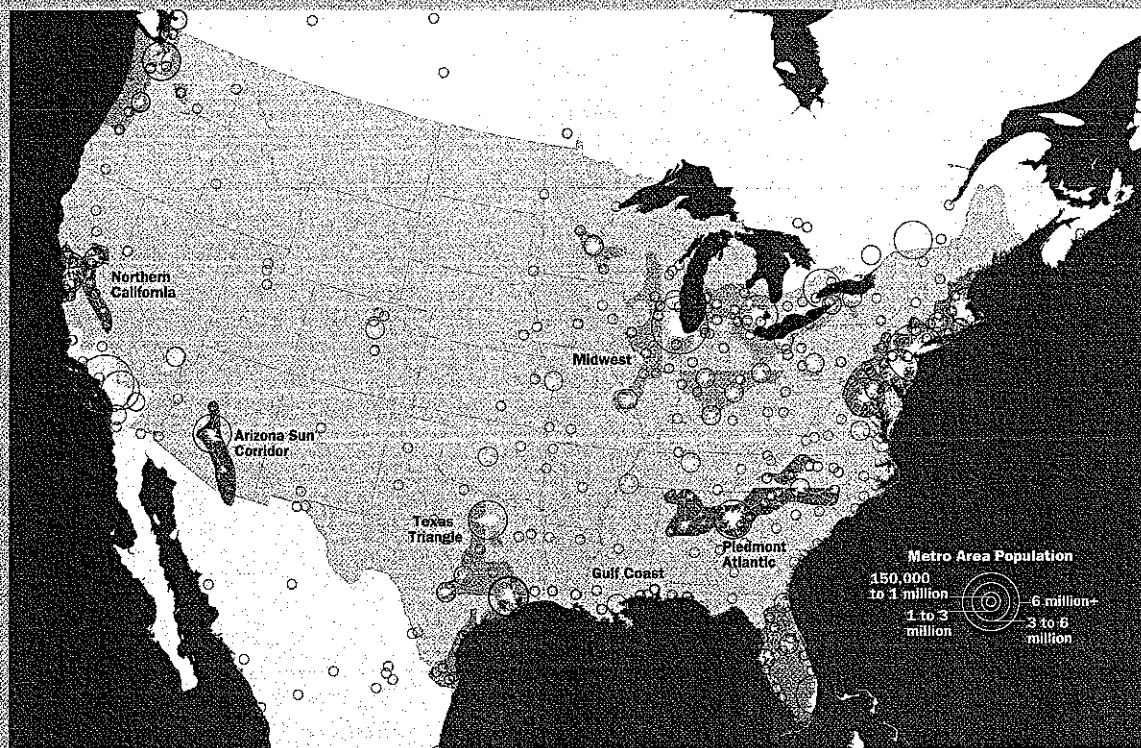 Northern
California
Midwest
Arizona Sun
Corridor
Texas
Triangle
Piedmont
Atlantic
Gulf Coast
Metro Area Population
150,000
to 1 million
6 million+
1 to 3
million
3 to 6
million